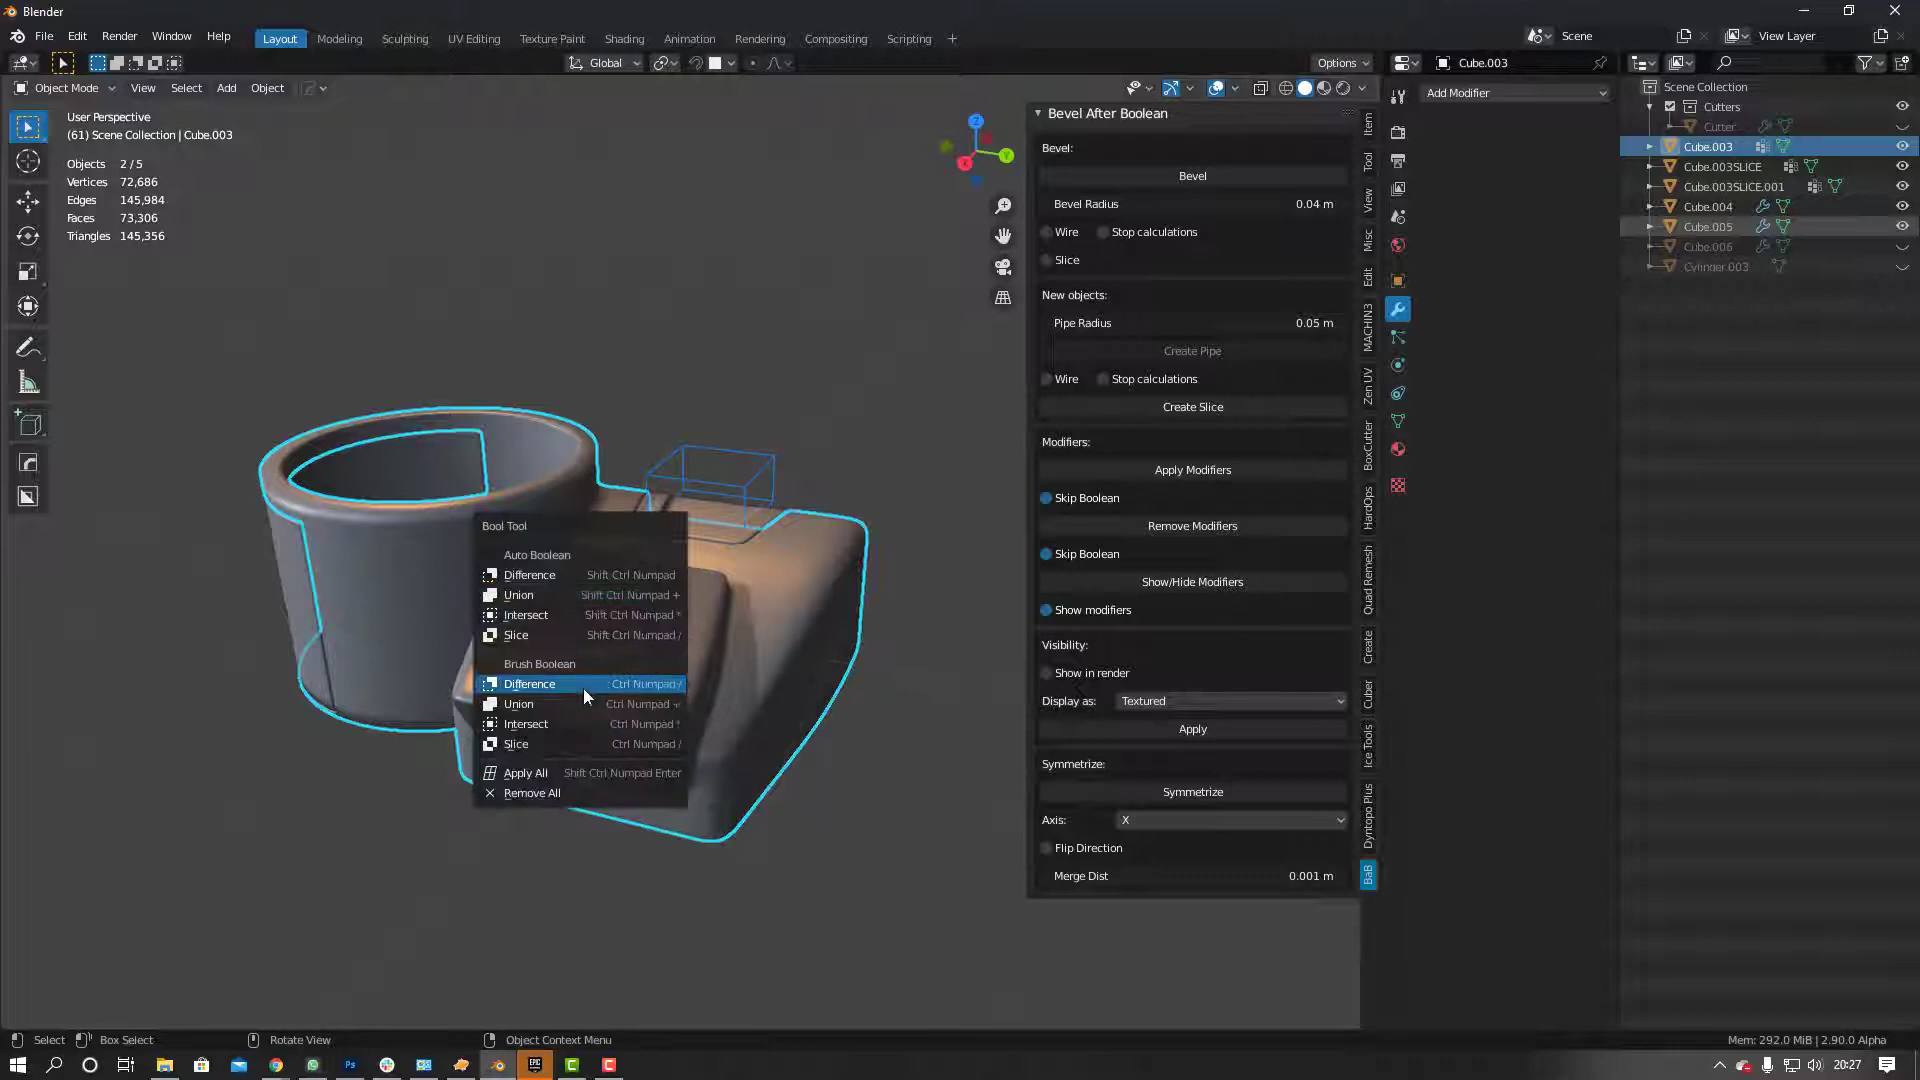 Blender
File Edit Render Window Help
Layout Modeling Sculpting UV Editing Texture Paint Shading Animation Rendering Compositing Scripting
Scene
View Layer
Global
Options
Cube.003
Object Mode View Select Add Object
Add Modifier
Scene Collection
Cutters
Cutter
Cube.003
Cube.003SLICE
Cube.003SLICE.001
Cube.004
Cube.005
Cube.006
Cylinder.003
User Perspective
(61) Scene Collection | Cube.003
Objects 2 / 5
Vertices 72,686
Edges 145,984
Faces 73,306
Triangles 145,356
X
Y
Z
Bevel After Boolean
Bevel:
Bevel
Bevel Radius 0.04 m
Wire Stop calculations
Slice
New objects:
Pipe Radius 0.05 m
Create Pipe
Wire Stop calculations
Create Slice
Modifiers:
Apply Modifiers
Skip Boolean
Remove Modifiers
Skip Boolean
Show/Hide Modifiers
Show modifiers
Visibility:
Show in render
Display as: Textured
Apply
Symmetrize:
Symmetrize
Axis: X
Flip Direction
Merge Dist 0.001 m
Item
Tool
View
Misc
Edit
MACHIN3
Zen UV
BoxCutter
HardOps
Quad Remesh
Create
Cuber
Ice Tools
Dyntopo Plus
BaB
Bool Tool
Auto Boolean
Difference Shift Ctrl Numpad
Union Shift Ctrl Numpad +
Intersect Shift Ctrl Numpad *
Slice Shift Ctrl Numpad /
Brush Boolean
Difference Ctrl Numpad
Union Ctrl Numpad +
Intersect Ctrl Numpad *
Slice Ctrl Numpad /
Apply All Shift Ctrl Numpad Enter
Remove All
Select Box Select Rotate View Object Context Menu
Mem: 292.0 MiB | 2.90.0 Alpha
Ps
EPIC
20:27